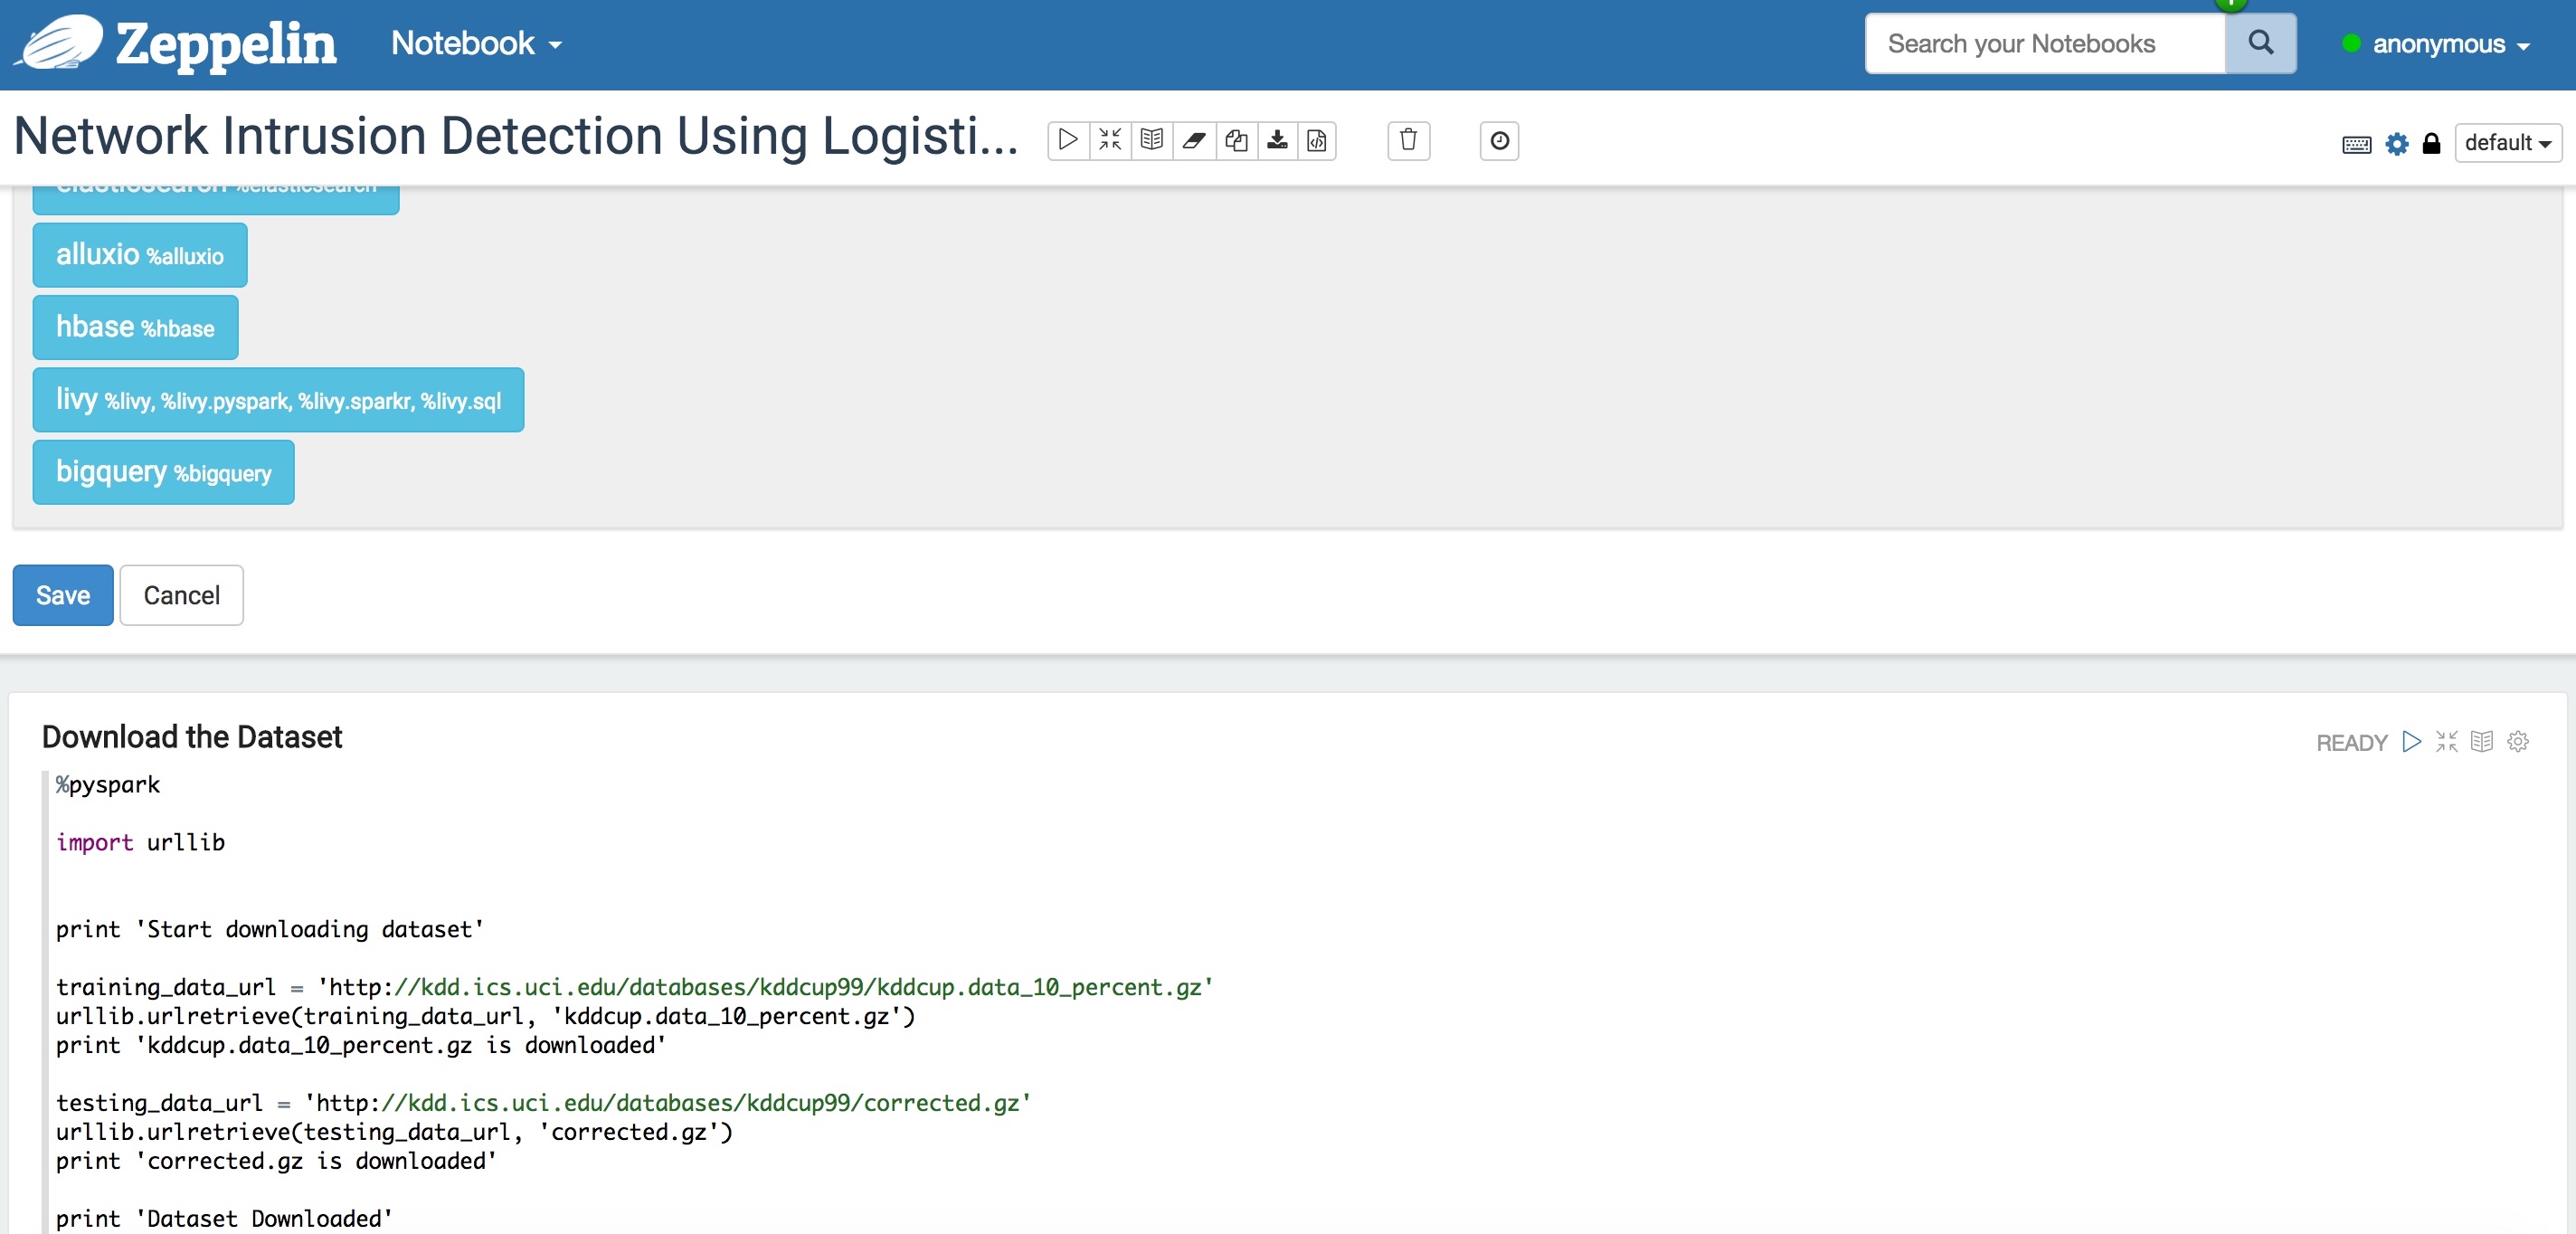 Zeppelin Notebook Search your Notebooks anonymous
Network Intrusion Detection Using Logisti... default
elasticsearch %elasticsearch
alluxio %alluxio
hbase %hbase
livy %livy, %livy.pyspark, %livy.sparkr, %livy.sql
bigquery %bigquery
Save Cancel
Download the Dataset READY
%pyspark
import urllib
print 'Start downloading dataset'
training_data_url = 'http://kdd.ics.uci.edu/databases/kddcup99/kddcup.data_10_percent.gz'
urllib.urlretrieve(training_data_url, 'kddcup.data_10_percent.gz')
print 'kddcup.data_10_percent.gz is downloaded'
testing_data_url = 'http://kdd.ics.uci.edu/databases/kddcup99/corrected.gz'
urllib.urlretrieve(testing_data_url, 'corrected.gz')
print 'corrected.gz is downloaded'
print 'Dataset Downloaded'